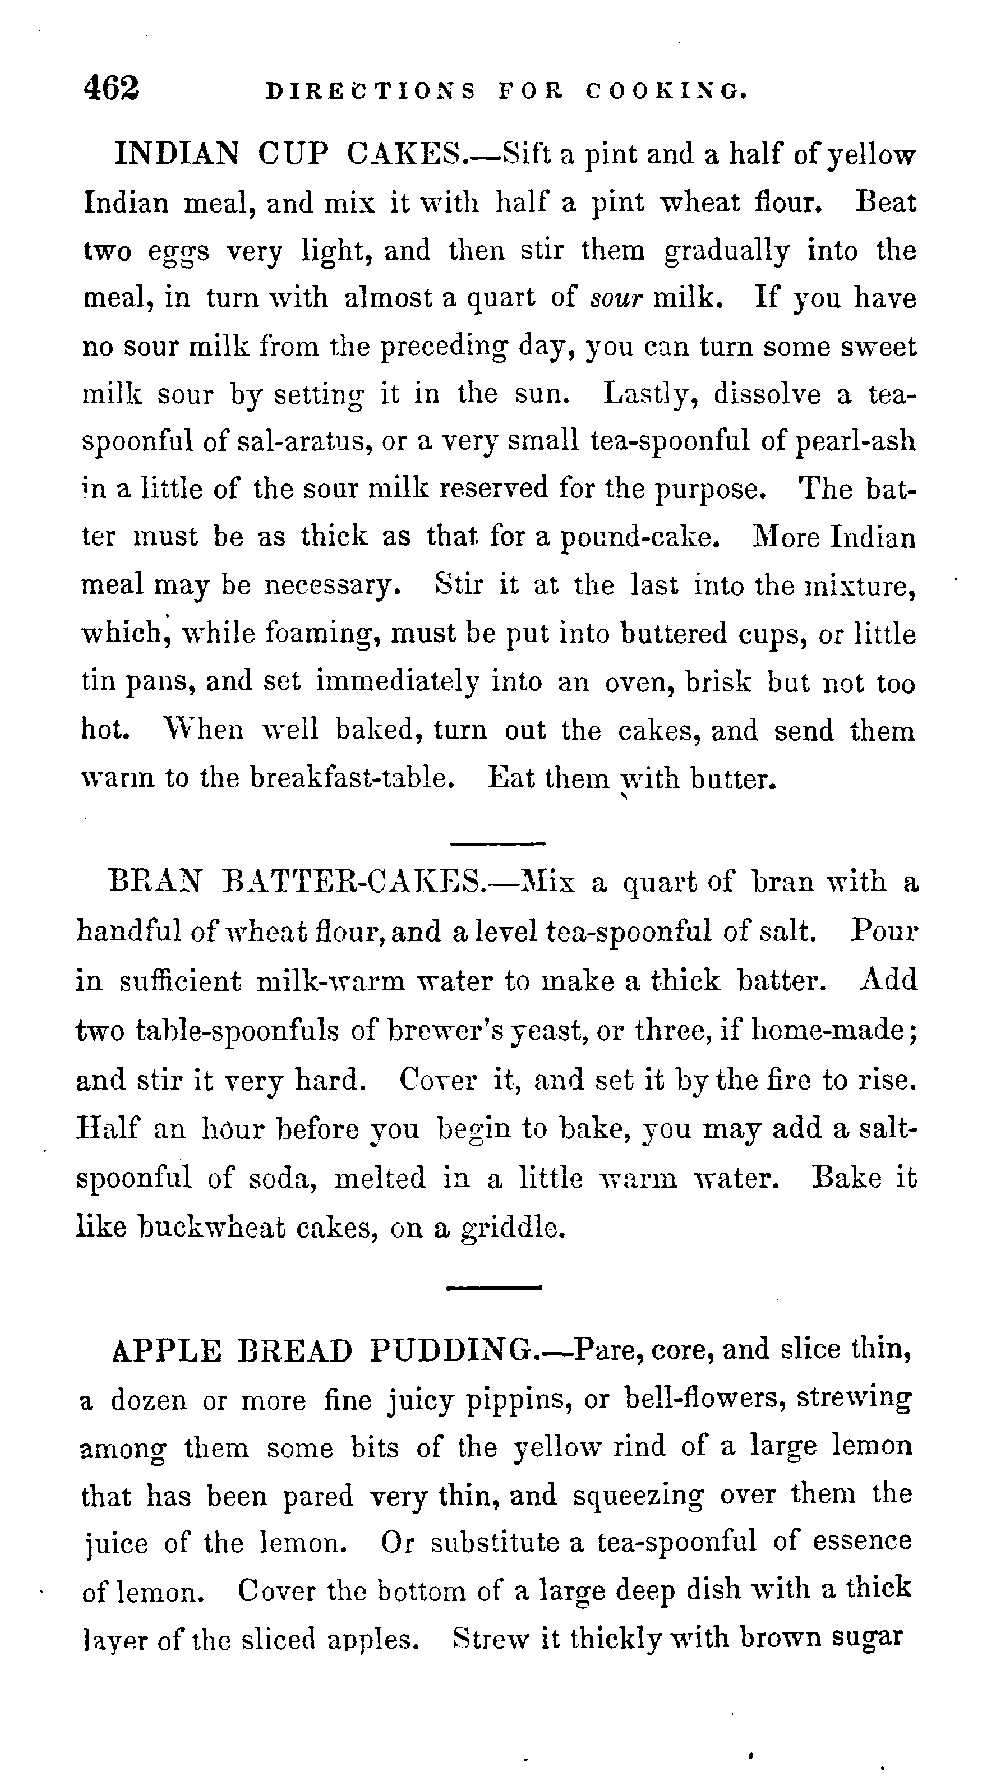 462 DIRECTIONS FOR COOKING.
INDIAN CUP CAKES.—Sift a pint and a half of yellow
Indian meal, and mix it with half a pint wheat flour. Beat
two eggs very light, and then stir them gradually into the
meal, in turn with almost a quart of sour milk. If you have
no sour milk from the preceding day, you can turn some sweet
milk sour by setting it in the sun. Lastly, dissolve a tea-
spoonful of sal-aratus, or a very small tea-spoonful of pearl-ash
in a little of the sour milk reserved for the purpose. The bat-
ter must be as thick as that for a pound-cake. More Indian
meal may be necessary. Stir it at the last into the mixture,
which, while foaming, must be put into buttered cups, or little
tin pans, and set immediately into an oven, brisk but not too
hot. When well baked, turn out the cakes, and send them
warm to the breakfast-table. Eat them with butter.
BRAN BATTER-CAKES.—Mix a quart of bran with a
handful of wheat flour, and a level tea-spoonful of salt. Pour
in sufficient milk-warm water to make a thick batter. Add
two table-spoonfuls of brewer's yeast, or three, if home-made;
and stir it very hard. Cover it, and set it by the fire to rise.
Half an hour before you begin to bake, you may add a salt-
spoonful of soda, melted in a little warm water. Bake it
like buckwheat cakes, on a griddle.
APPLE BREAD PUDDING.—Pare, core, and slice thin,
a dozen or more fine juicy pippins, or bell-flowers, strewing
among them some bits of the yellow rind of a large lemon
that has been pared very thin, and squeezing over them the
juice of the lemon. Or substitute a tea-spoonful of essence
of lemon. Cover the bottom of a large deep dish with a thick
layer of the sliced apples. Strew it thickly with brown sugar